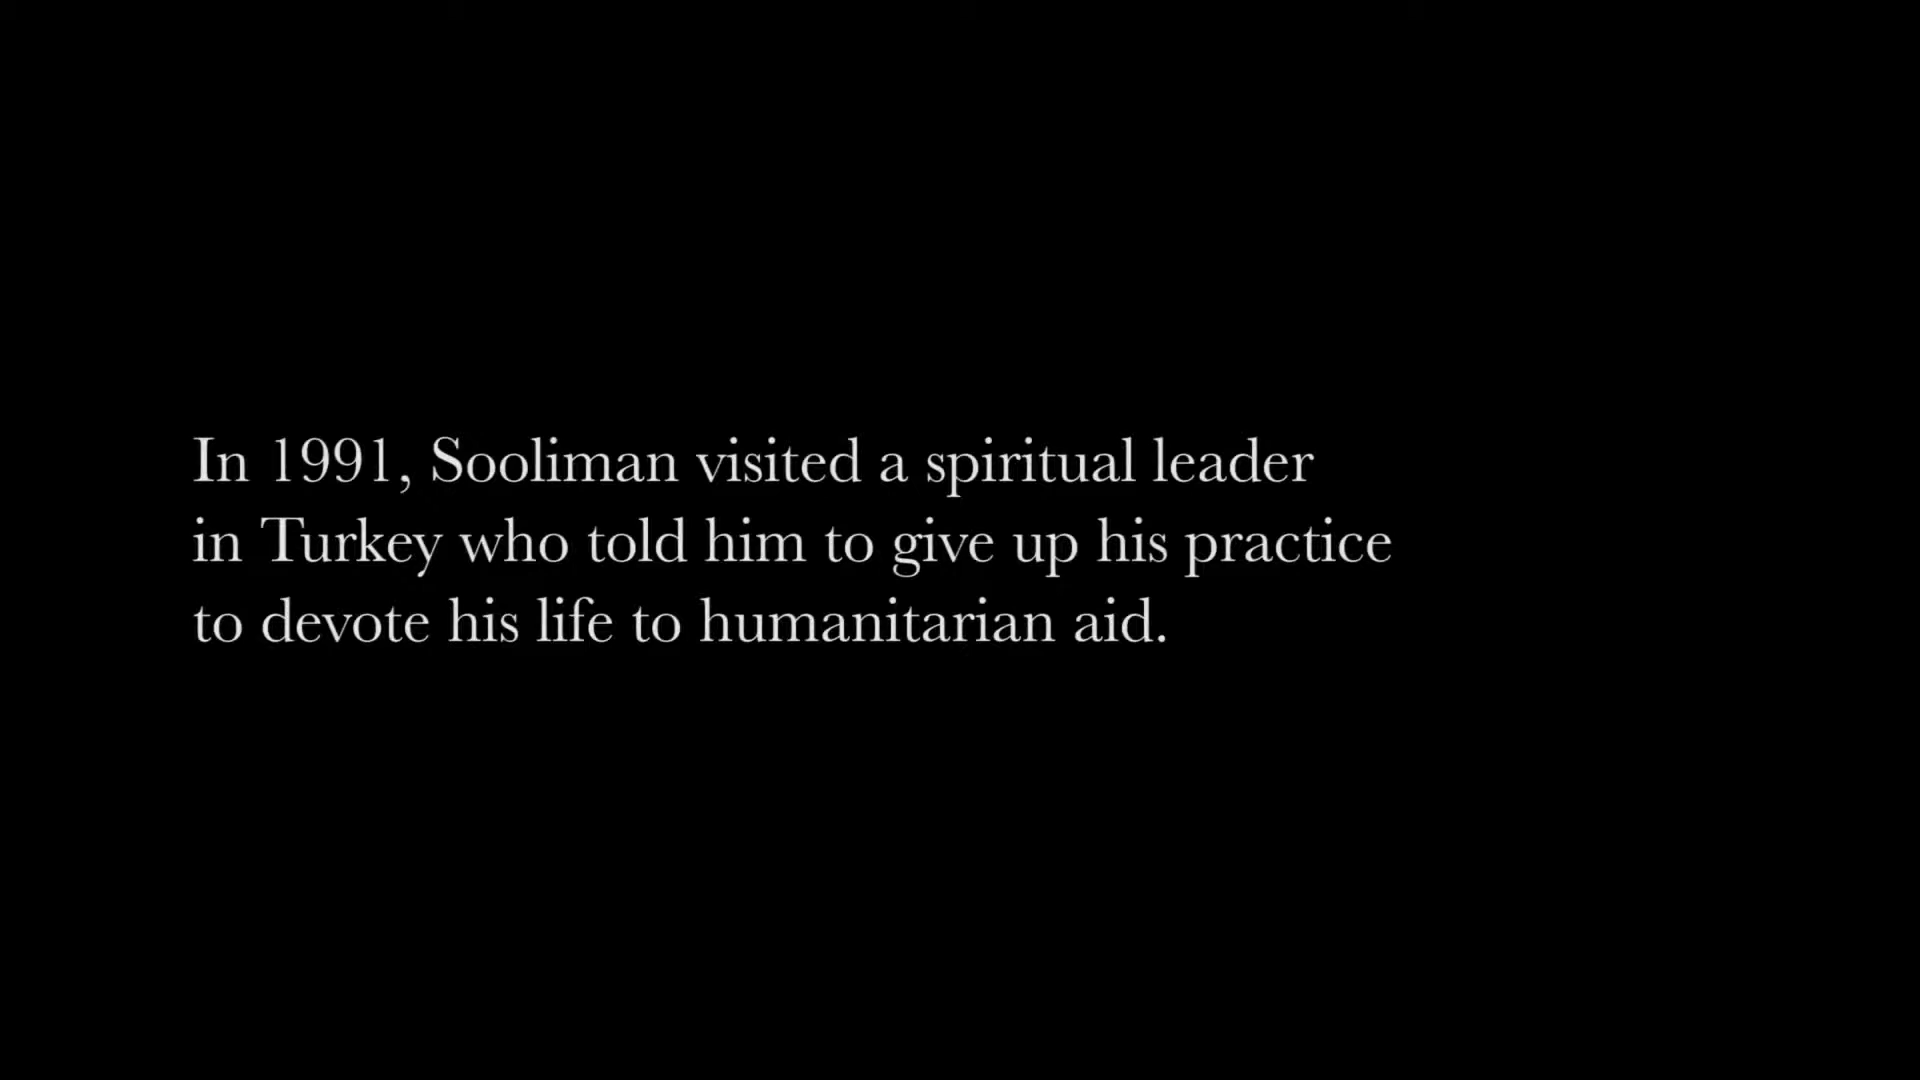 In 1991, Sooliman visited a spiritual leader
in Turkey who told him to give up his practice
to devote his life to humanitarian aid.